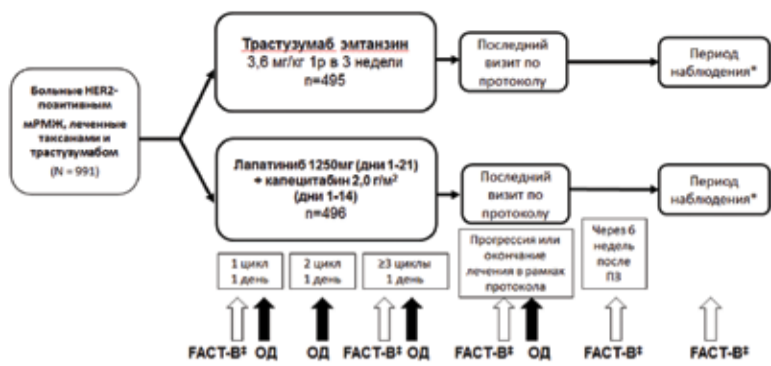 Больные HER2-
позитивным
мРМЖ, леченные
таксанами и
трастузумабом
(N = 991)
Трастузумаб эмтанзин
3,6 мг/кг 1р в 3 недели
n=495
Последний
визит по
протоколу
Период
наблюдения*
Лапатиниб 1250мг (дни 1-21)
+ капецитабин 2,0 г/м²
(дни 1-14)
n=496
Последний
визит по
протоколу
Период
наблюдения*
1 цикл
1 день
2 цикл
1 день
≥3 циклы
1 день
Прогрессия или
окончание
лечения в рамках
протокола
Через 6
недель
после
ПЗ
FACT-B‡ ОД ОД FACT-B‡ ОД FACT-B‡ ОД FACT-B‡ FACT-B‡